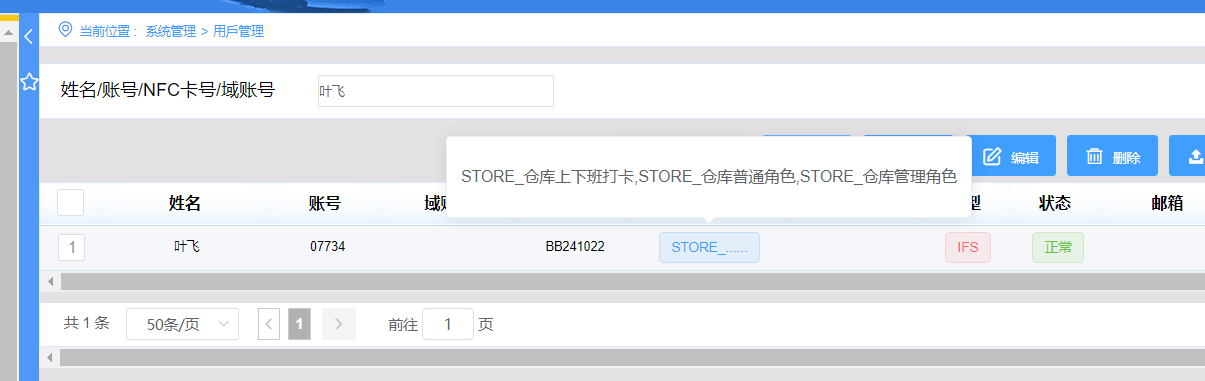 当前位置： 系统管理 > 用戶管理
姓名/账号/NFC卡号/域账号 叶飞
编辑 删除
STORE_仓库上下班打卡,STORE_仓库普通角色,STORE_仓库管理角色
姓名 账号 型 状态 邮箱
1 叶飞 07734 BB241022 STORE_...... IFS 正常
共 1 条 50条/页 1 前往 1 页